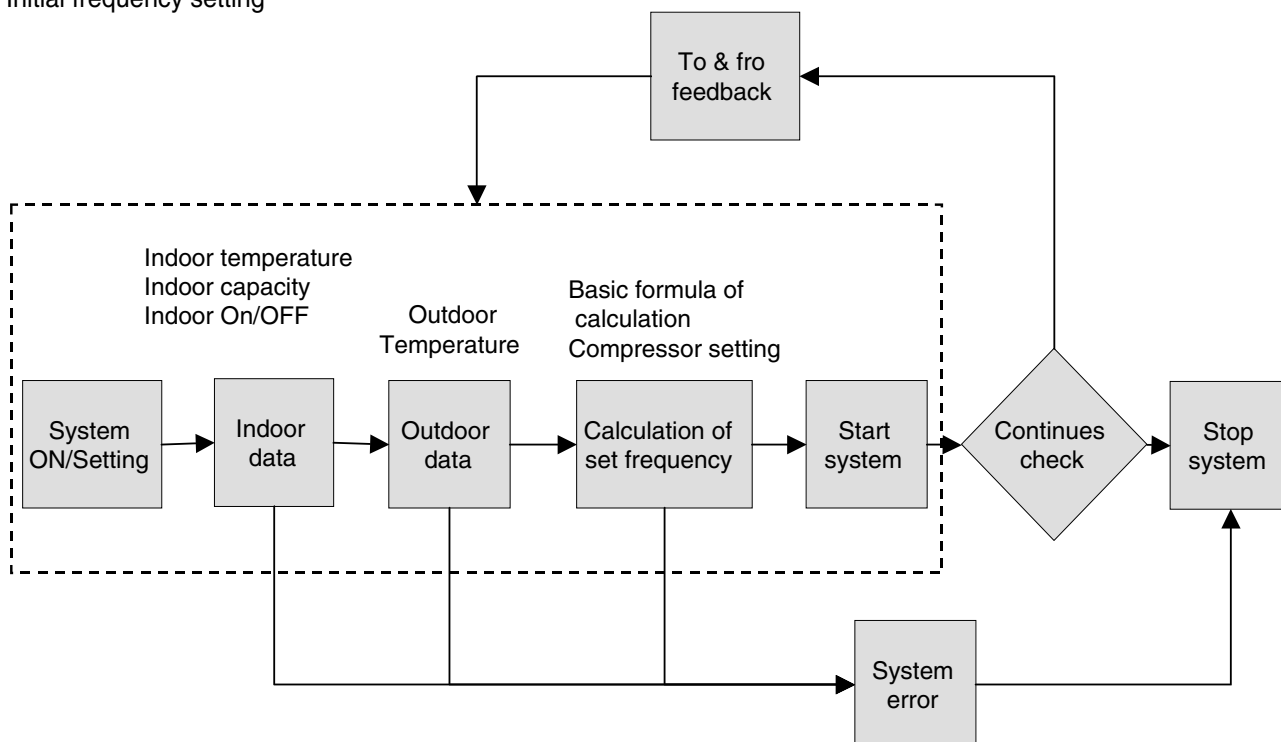 Initial frequency setting
To & fro
feedback
Indoor temperature
Indoor capacity
Indoor On/OFF
Outdoor
Temperature
Basic formula of
calculation
Compressor setting
System
ON/Setting
Indoor
data
Outdoor
data
Calculation of
set frequency
Start
system
Continues
check
Stop
system
System
error